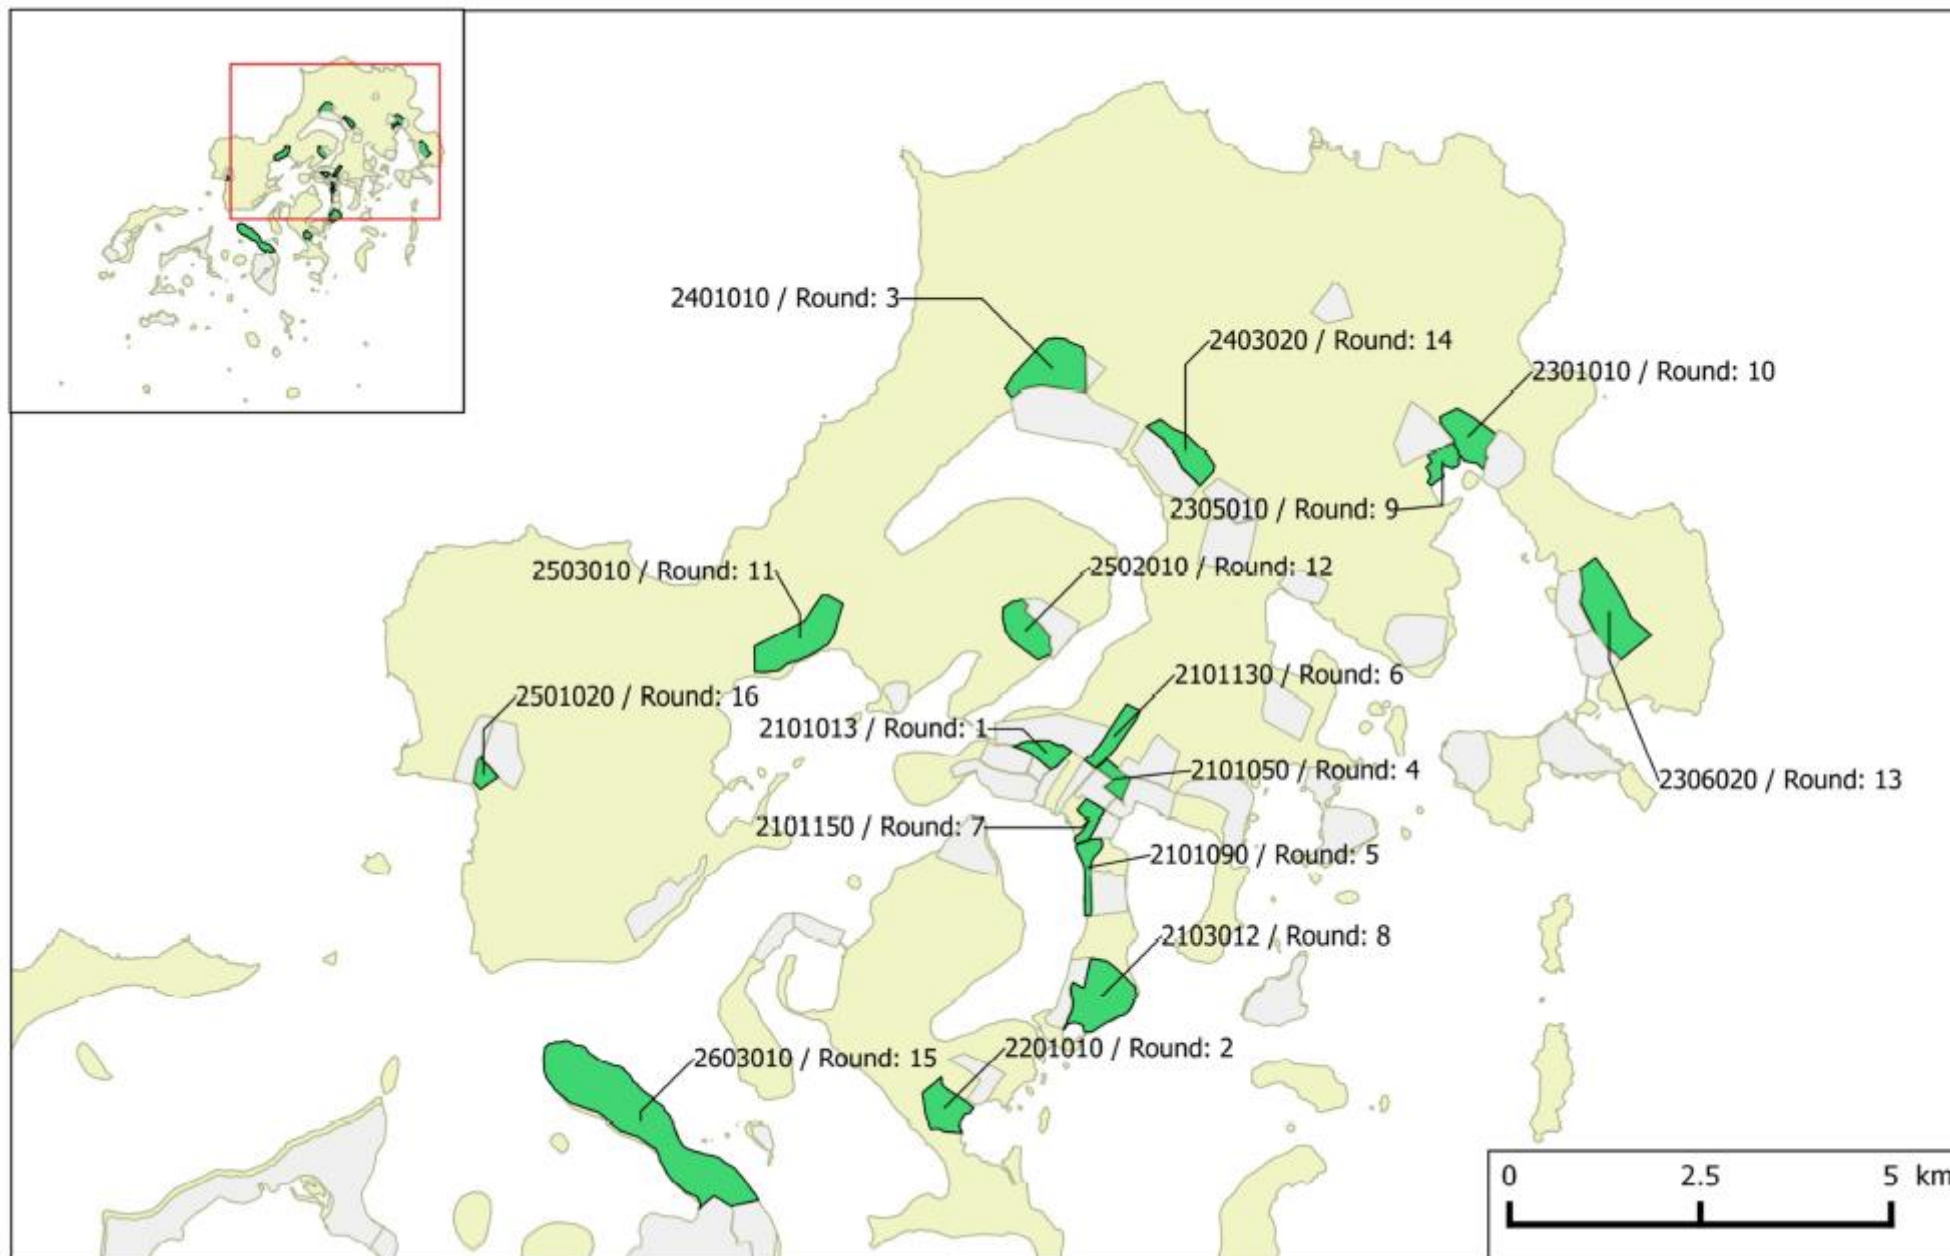 2401010 / Round: 3
2403020 / Round: 14
2301010 / Round: 10
2305010 / Round: 9
2503010 / Round: 11
2502010 / Round: 12
2101130 / Round: 6
2501020 / Round: 16
2101013 / Round: 1
2101050 / Round: 4
2306020 / Round: 13
2101150 / Round: 7
2101090 / Round: 5
2103012 / Round: 8
2201010 / Round: 2
2603010 / Round: 15
0 2.5 5 km